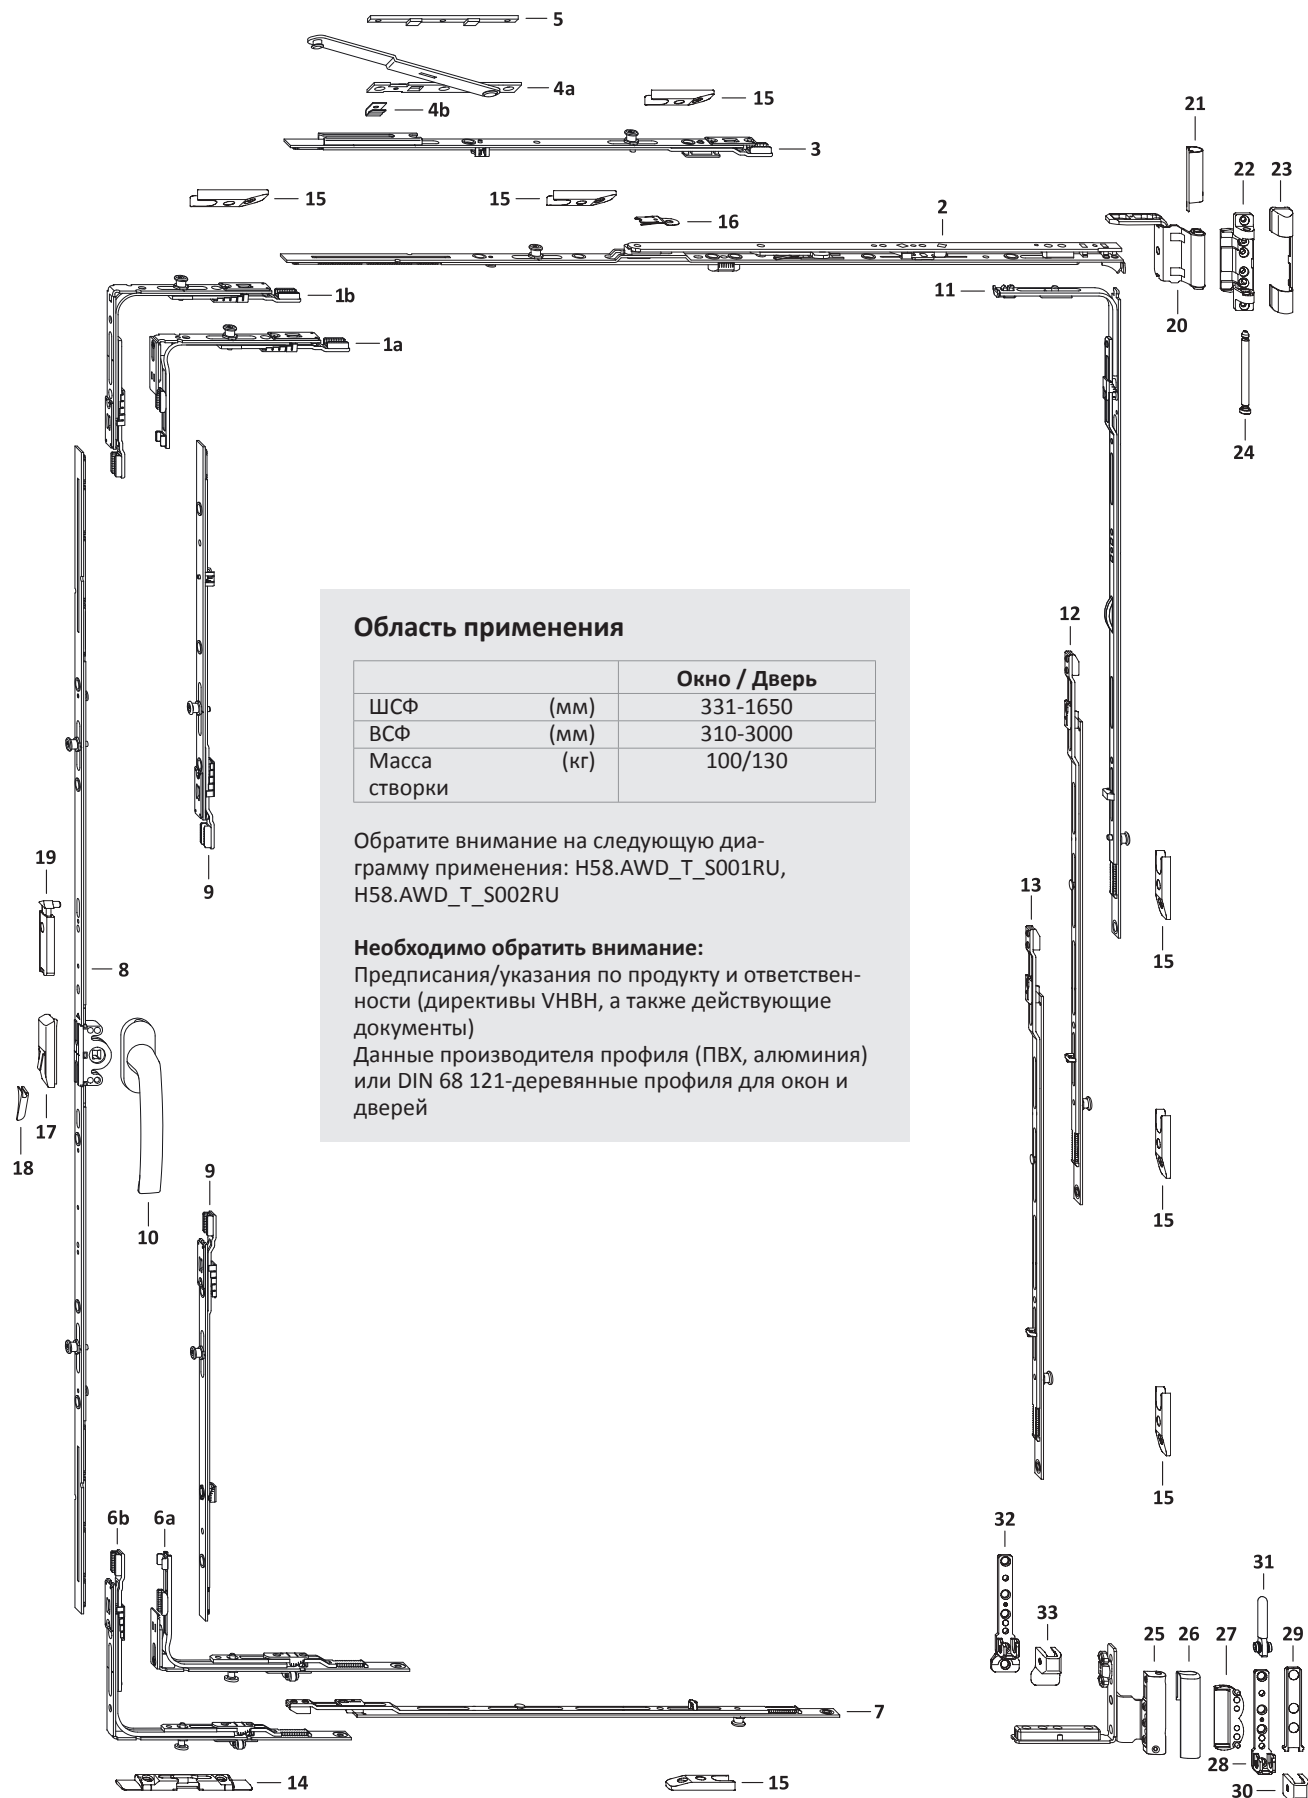 5
4a
4b
15
3
21
22
23
15
15
16
2
1b
11
20
1a
24
Область применения
Окно / Дверь
ШСФ (мм) 331-1650
ВСФ (мм) 310-3000
Масса (кг) 100/130
створки
Обратите внимание на следующую диа-
грамму применения: H58.AWD_T_S001RU,
H58.AWD_T_S002RU
Необходимо обратить внимание:
Предписания/указания по продукту и ответствен-
ности (директивы VHBH, а также действующие
документы)
Данные производителя профиля (ПВХ, алюминия)
или DIN 68 121-деревянные профиля для окон и
дверей
12
19
9
13
8
15
17
18
9
10
15
15
6b
6a
32
31
33
25
26
27
29
7
28
14
15
30